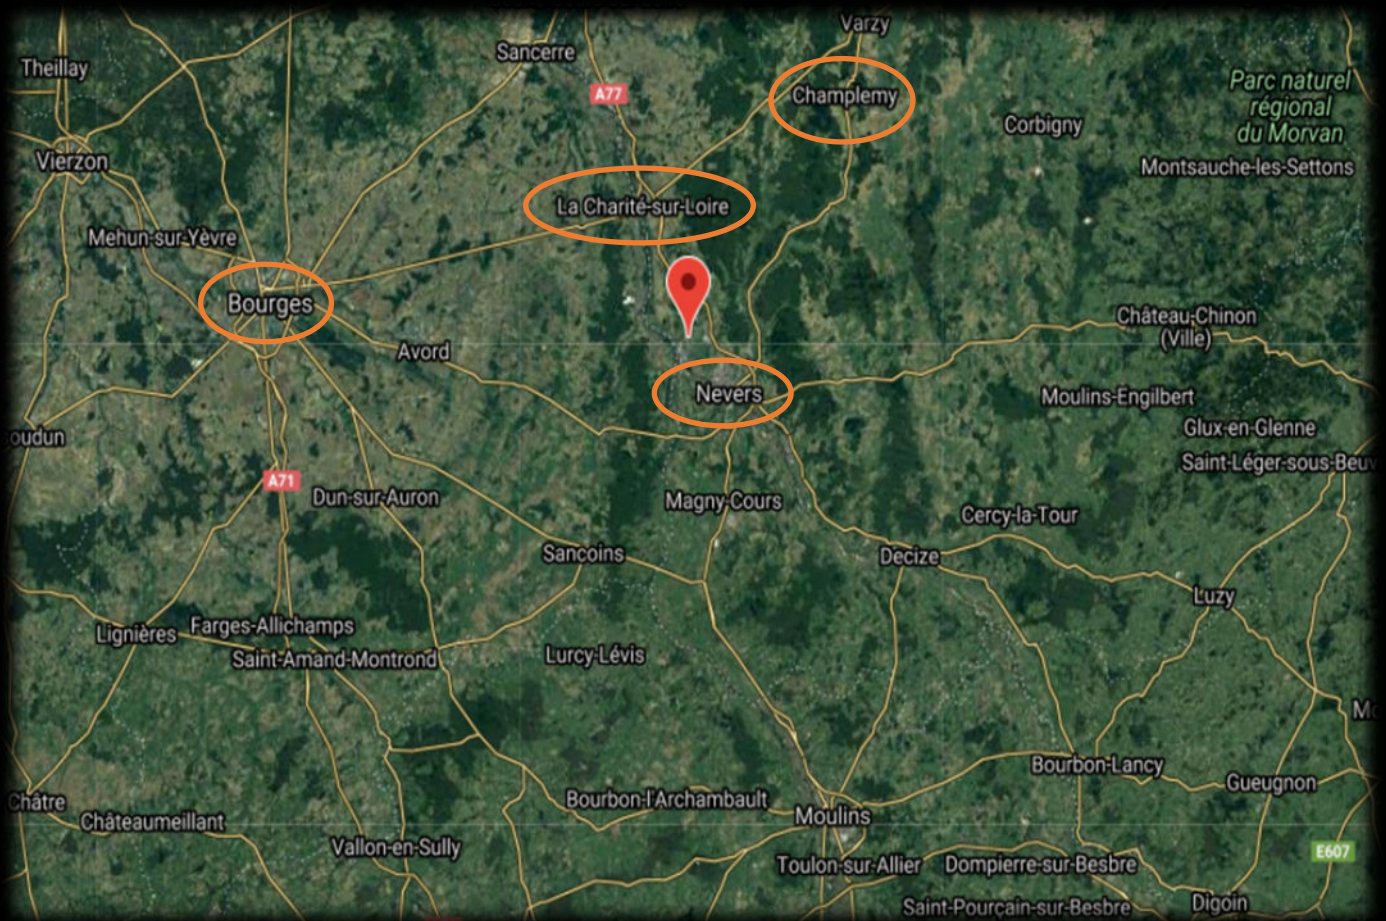 Varzy
Sancerre
Theillay
Parc naturel
régional
du Morvan
A77
Champlemy
Corbigny
Vierzon
Montsauche-les-Settons
La Charité-sur-Loire
Mehun-sur-Yèvre
Bourges
Château-Chinon
(Ville)
Avord
Nevers
Moulins-Engilbert
Glux-en-Glenne
soudun
Saint-Léger-sous-Beuv
A71
Dun-sur-Auron
Magny-Cours
Cercy-la-Tour
Sancoins
Decize
Luzy
Farges-Allichamps
Lignières
Saint-Amand-Montrond
Lurcy-Lévis
Mo
Bourbon-Lancy
Gueugnon
Châtre
Bourbon-l'Archambault
Moulins
Châteaumeillant
Vallon-en-Sully
E607
Toulon-sur-Allier
Dompierre-sur-Besbre
Digoin
Saint-Pourçain-sur-Besbre